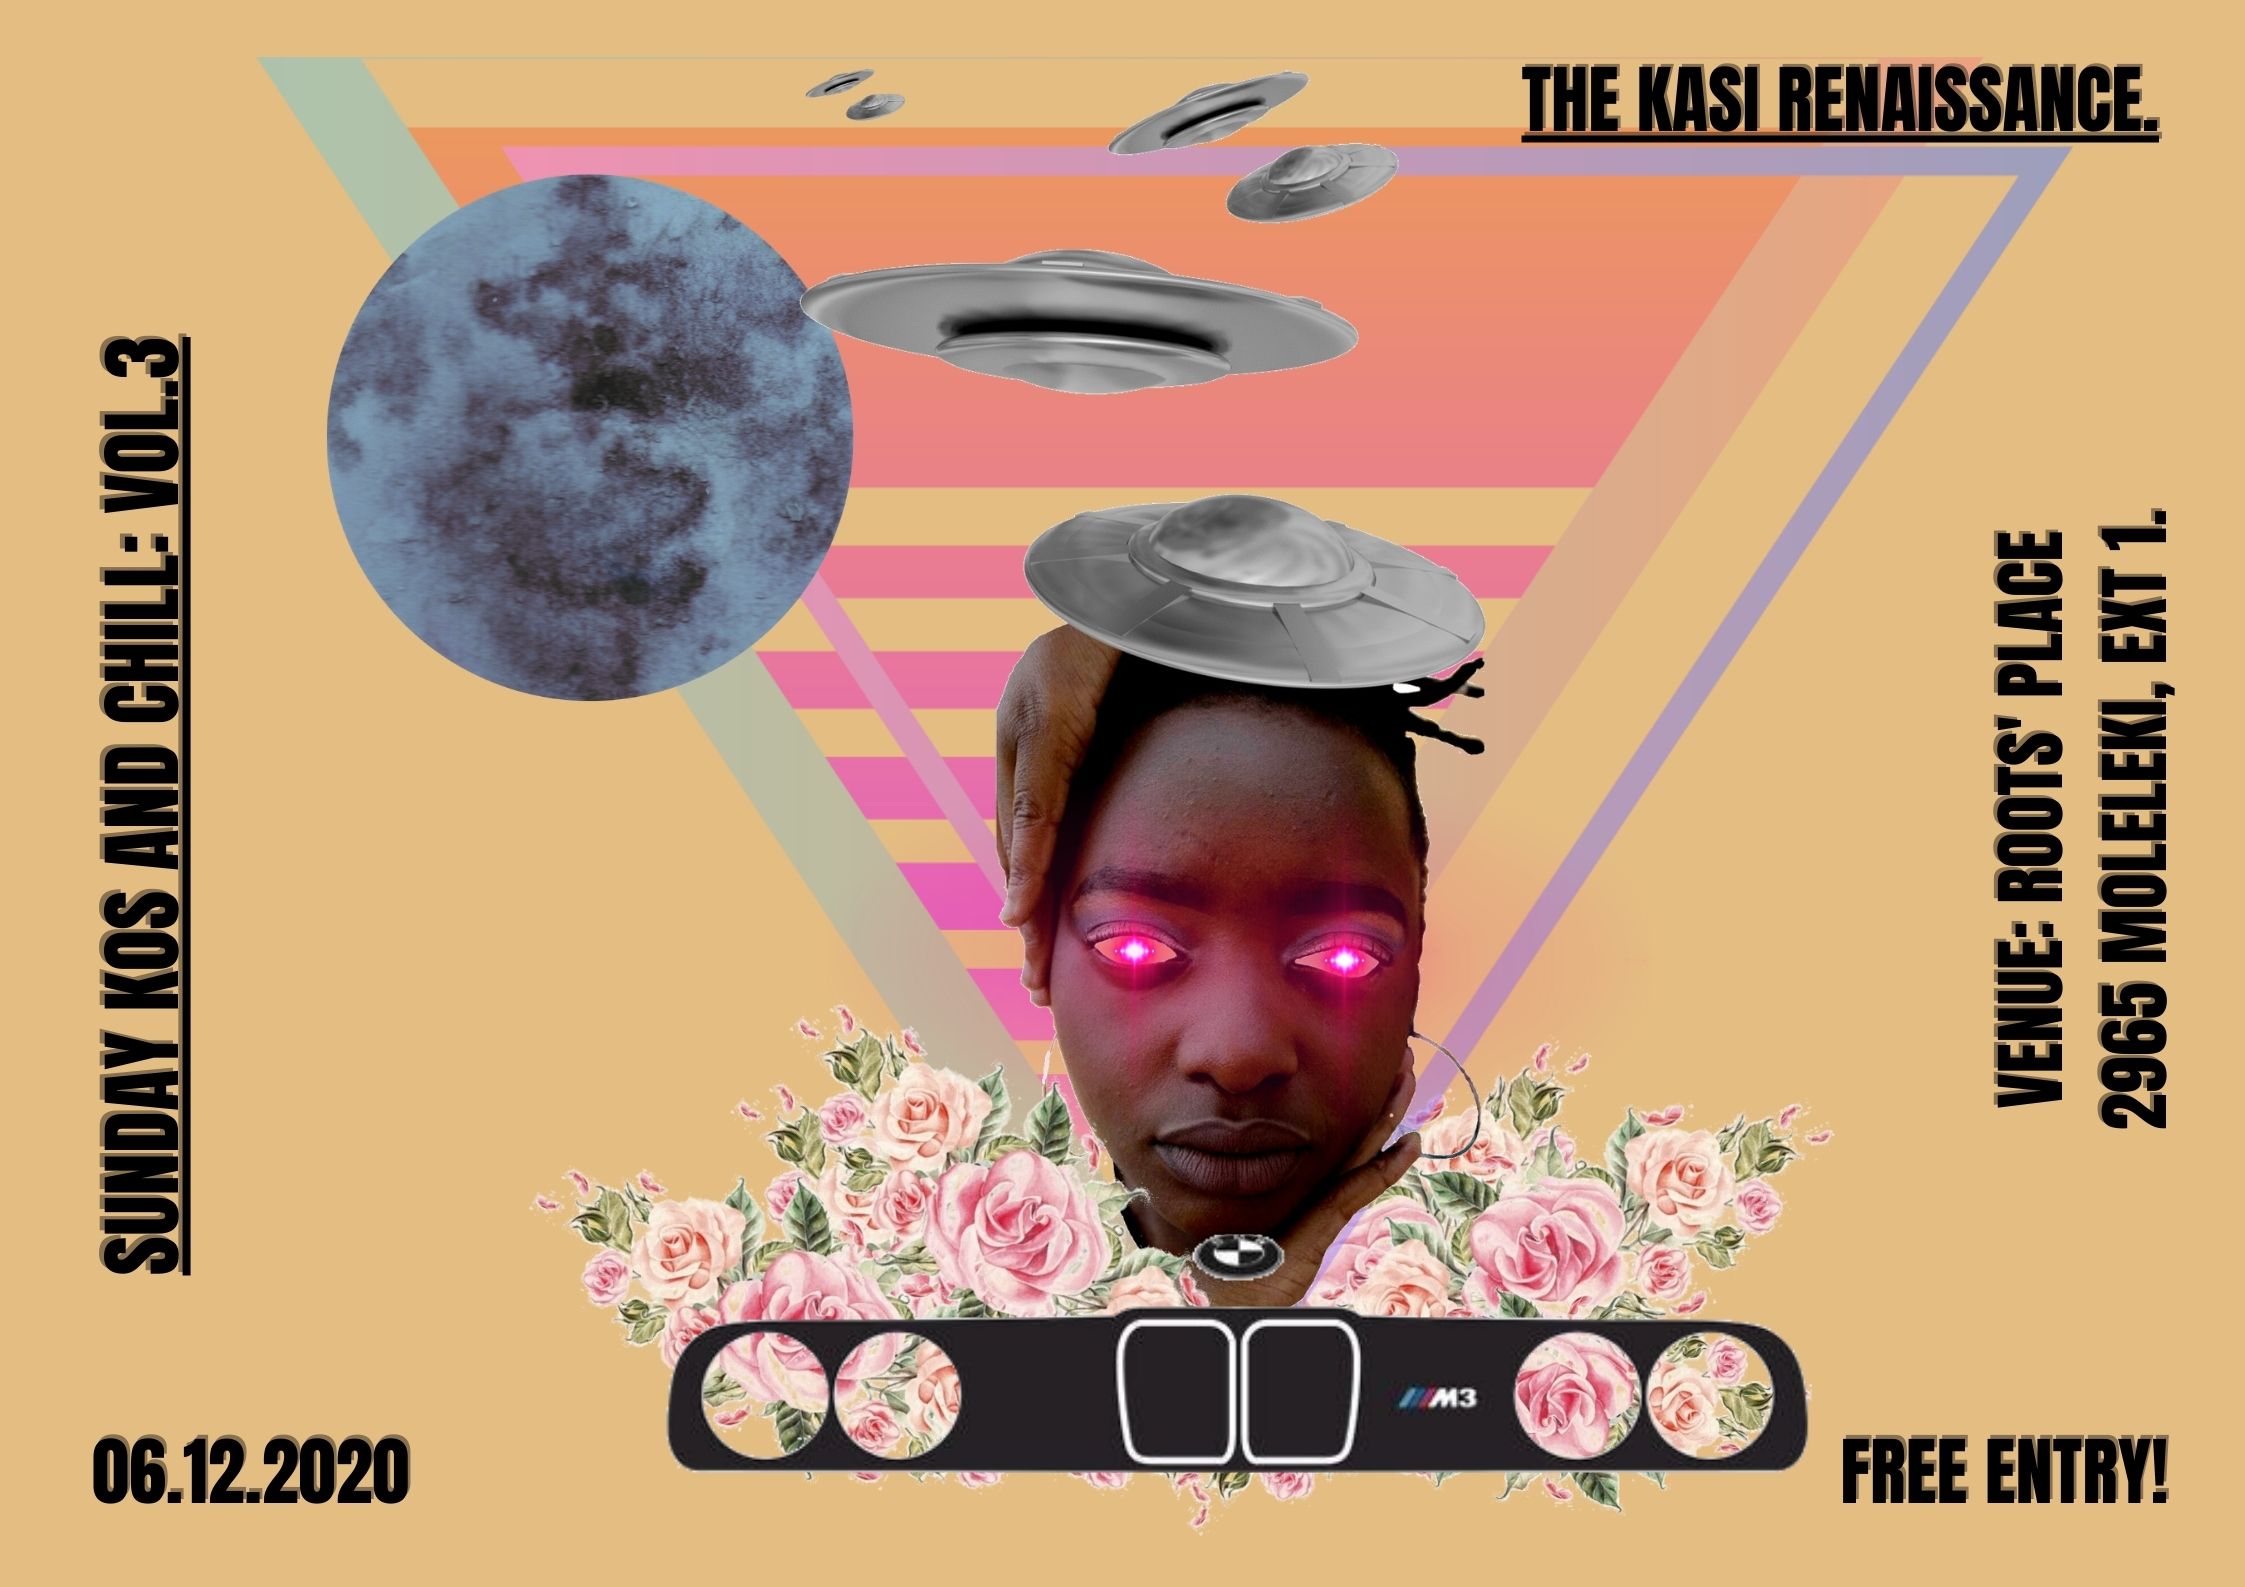 THE KASI RENAISSANCE.
SUNDAY KOS AND CHILL: VOL.3
VENUE: ROOTS' PLACE
2965 MOLELEKI, EXT 1.
M3
06.12.2020
FREE ENTRY!